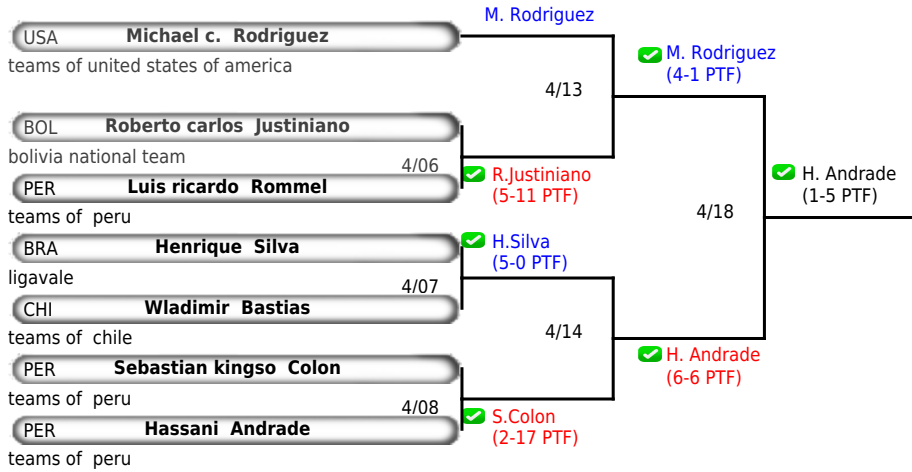 M. Rodriguez
USA Michael c. Rodriguez
teams of united states of america
M. Rodriguez
(4-1 PTF)
4/13
BOL Roberto carlos Justiniano
bolivia national team
4/06
R.Justiniano
(5-11 PTF)
PER Luis ricardo Rommel
teams of peru
H. Andrade
(1-5 PTF)
4/18
BRA Henrique Silva
ligavale
H.Silva
(5-0 PTF)
4/07
CHI Wladimir Bastias
teams of chile
4/14
H. Andrade
(6-6 PTF)
PER Sebastian kingso Colon
teams of peru
4/08
S.Colon
(2-17 PTF)
PER Hassani Andrade
teams of peru